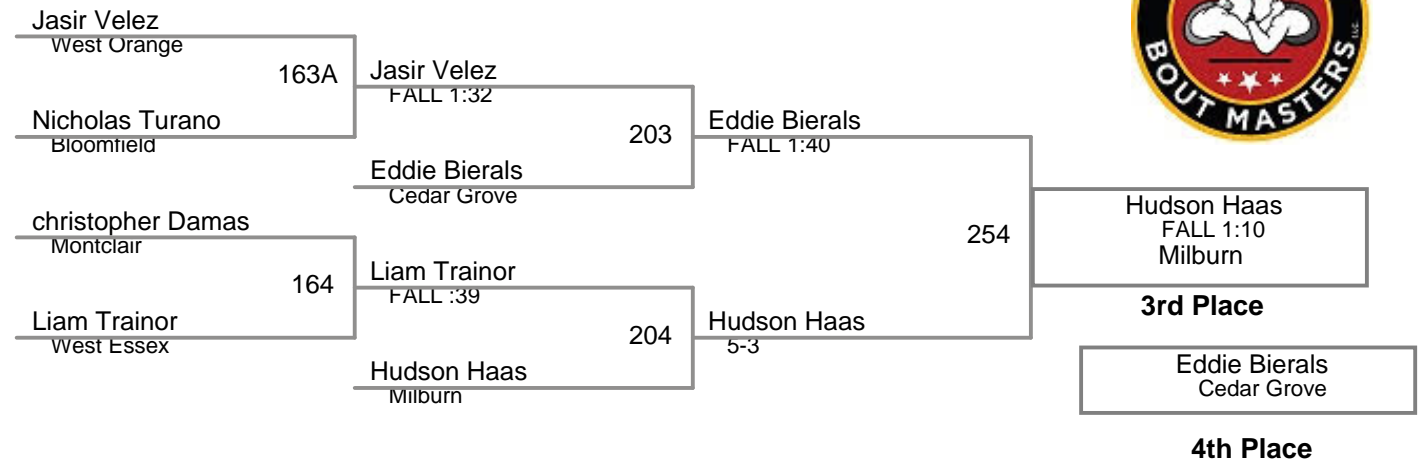 Jasir Velez
West Orange
163A
Nicholas Turano
Bloomfield
christopher Damas
Montclair
164
Liam Trainor
West Essex
Jasir Velez
FALL 1:32
203
Eddie Bierals
Cedar Grove
Liam Trainor
FALL :39
204
Hudson Haas
Milburn
Eddie Bierals
FALL 1:40
254
Hudson Haas
5-3
BOUT MASTERS
Hudson Haas
FALL 1:10
Milburn
3rd Place
Eddie Bierals
Cedar Grove
4th Place